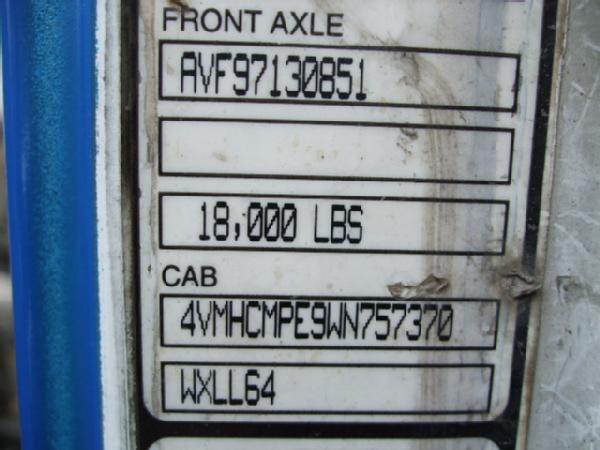 FRONT AXLE
AVF97130851
18,000 LBS
CAB
4VMHCMPE9WN757370
WXLL64